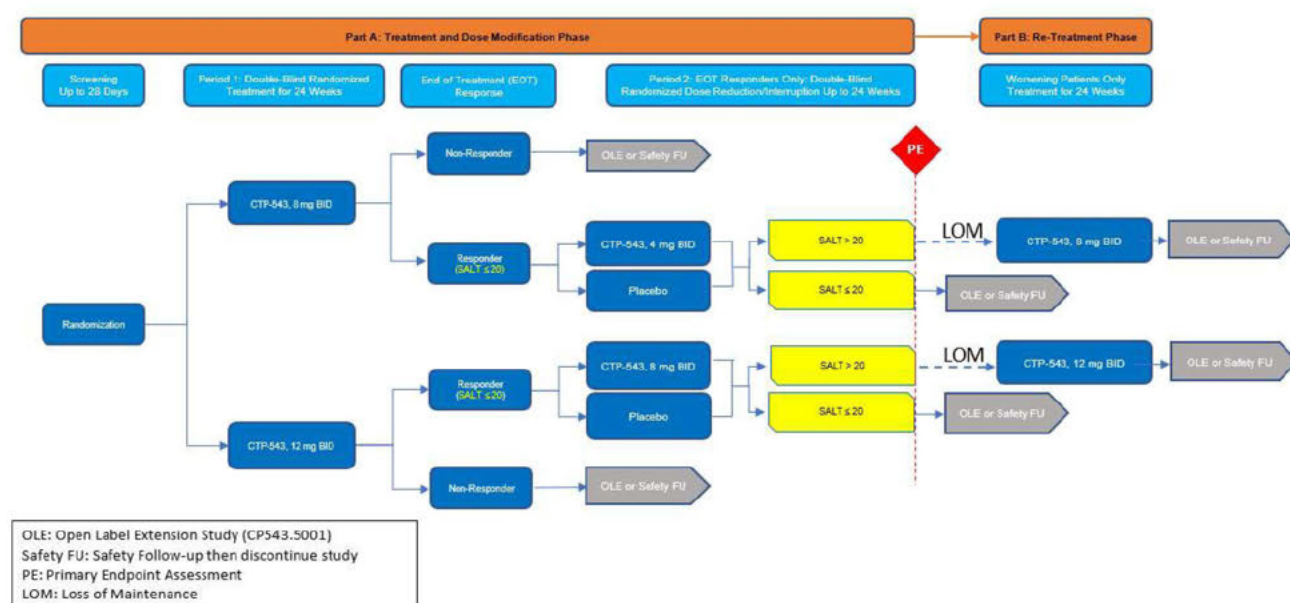 Part A: Treatment and Dose Modification Phase
Part B: Re-Treatment Phase
Screening
Up to 28 Days
Period 1: Double-Blind Randomized
Treatment for 24 Weeks
End of Treatment (EOT)
Response
Period 2: EOT Responders Only: Double-Blind
Randomized Dose Reduction/Interruption Up to 24 Weeks
Worsening Patients Only
Treatment for 24 Weeks
Non-Responder
OLE or Safety FU
PE
CTP-543, 8 mg BID
Responder
(SALT ≤20)
CTP-543, 4 mg BID
Placebo
SALT > 20
SALT ≤ 20
LOM
CTP-543, 8 mg BID
OLE or Safety FU
OLE or Safety FU
Randomization
CTP-543, 12 mg BID
Responder
(SALT ≤20)
CTP-543, 8 mg BID
Placebo
SALT > 20
SALT ≤ 20
LOM
CTP-543, 12 mg BID
OLE or Safety FU
OLE or Safety FU
Non-Responder
OLE or Safety FU
OLE: Open Label Extension Study (CP543.5001)
Safety FU: Safety Follow-up then discontinue study
PE: Primary Endpoint Assessment
LOM: Loss of Maintenance